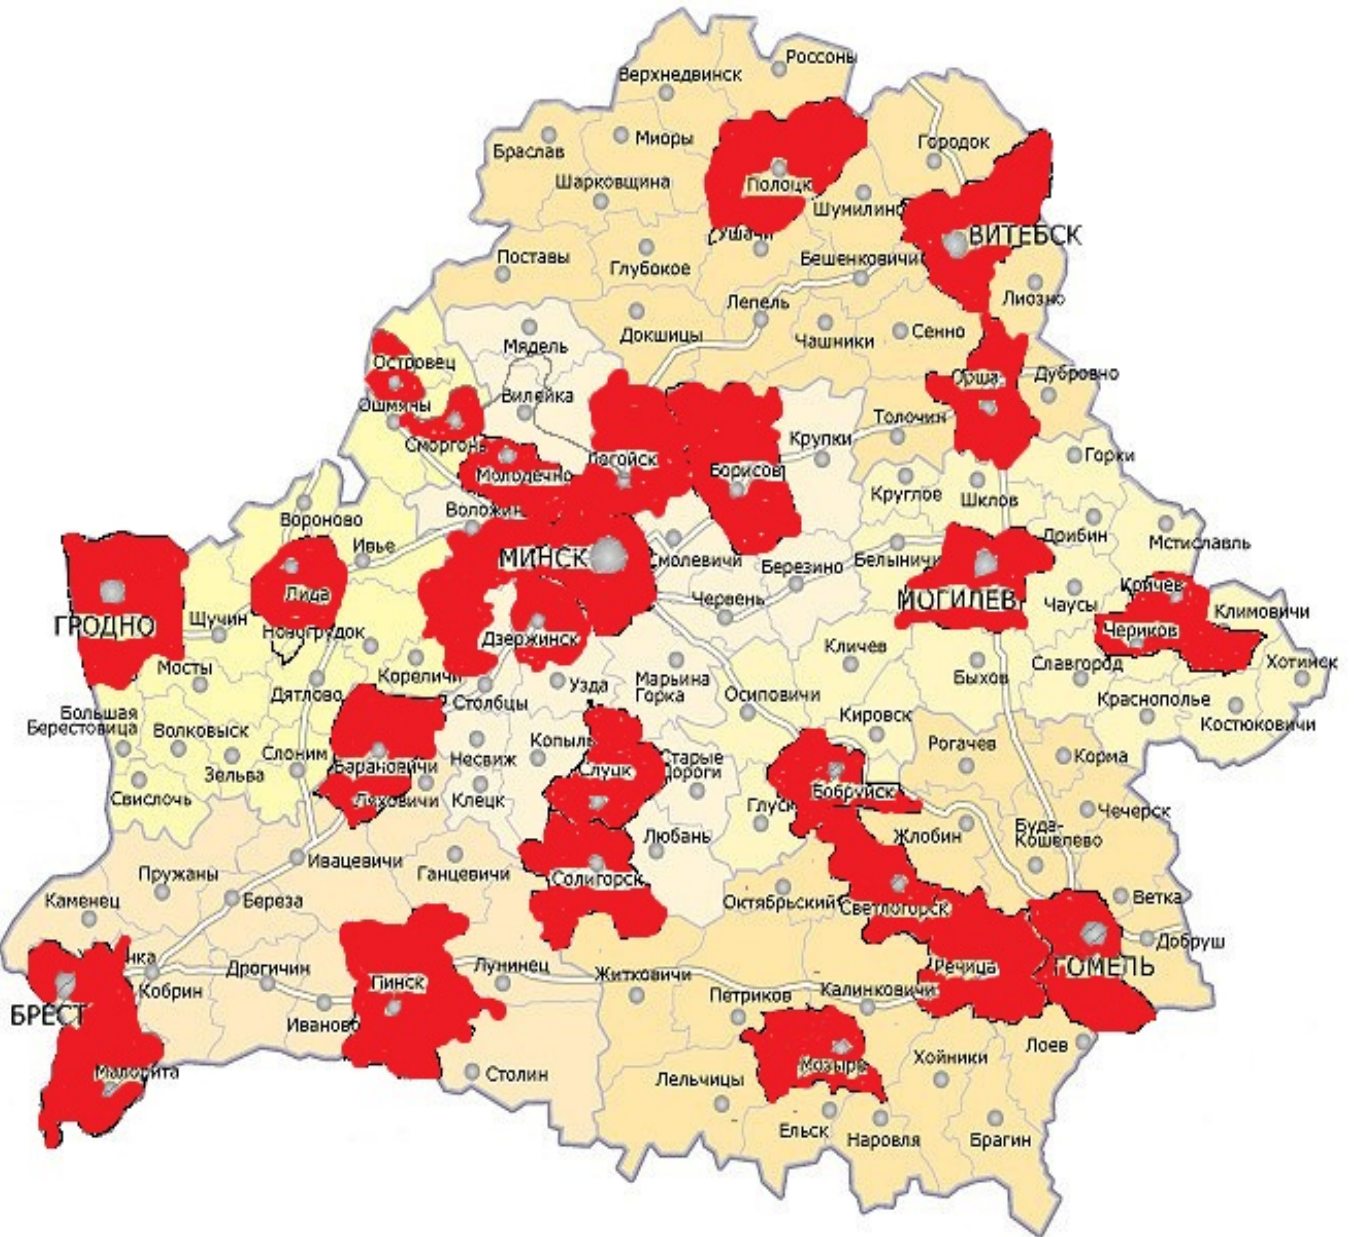 Россоны
Верхнедвинск
Браслав
Миоры
Городок
Полоцк
Шарковщина
Шумилино
Ушачи
ВИТЕБСК
Поставы
Глубокое
Бешенковичи
Лиозно
Лепель
Докшицы
Чашники
Сенно
Мядель
Островец
Орша
Дубровно
Ошмяны
Вилейка
Толочин
Сморгонь
Крупки
Горки
Молодечно
Логойск
Борисов
Круглое
Шклов
Воложин
Вороново
Дрибин
Мстиславль
Ивье
МИНСК
Смолевичи
Березино
Белыничи
Кричев
Лида
Червень
МОГИЛЕВ
Чаусы
Климовичи
ГРОДНО
Щучин
Новогрудок
Дзержинск
Чериков
Кличев
Мосты
Кореличи
Узда
Марьина
Горка
Славгород
Хотимск
Быхов
Дятлово
Столбцы
Осиповичи
Краснополье
Костюковичи
Большая
Берестовица
Волковыск
Кировск
Слоним
Копыль
Рогачев
Корма
Зельва
Барановичи
Несвиж
Слуцк
Старые
Дороги
Свислочь
Ляховичи
Клецк
Глуск
Бобруйск
Чечерск
Любань
Жлобин
Буда-
Кошелево
Ивацевичи
Ганцевичи
Пружаны
Солигорск
Каменец
Береза
Октябрьский
Светлогорск
Ветка
Добруш
нка
Дрогичин
Лунинец
Житковичи
Речица
ГОМЕЛЬ
Кобрин
Пинск
Петриков
Калинковичи
БРЕСТ
Иваново
Лоев
Малорита
Столин
Лельчицы
Мозырь
Хойники
Ельск
Наровля
Брагин